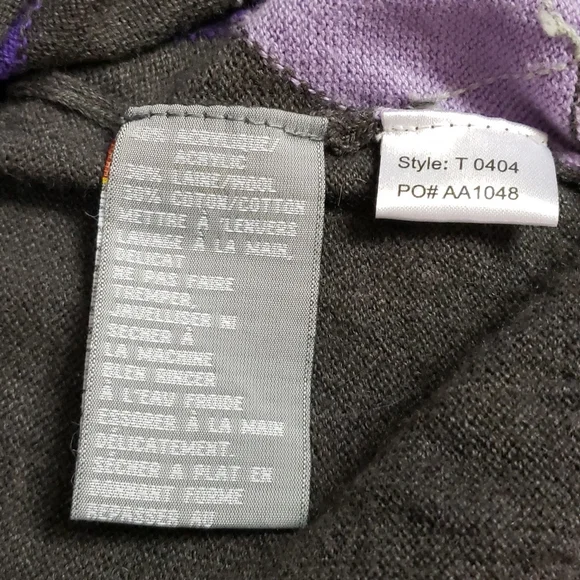 ACRYLIQUE/
ACRYLIC
LAINE/WOOL
COTON/COTTON
METTRE À L'ENVERS
LAVAGE À LA MAIN,
DÉLICAT
NE PAS FAIRE
TREMPER,
JAVELLISER NI
SÉCHER À
LA MACHINE
BIEN RINCER
À L'EAU FROIDE
ESSORER À LA MAIN
DÉLICATEMENT
SÉCHER À PLAT EN
DONNANT FORME
REPASSER AU
Style: T 0404
PO# AA1048